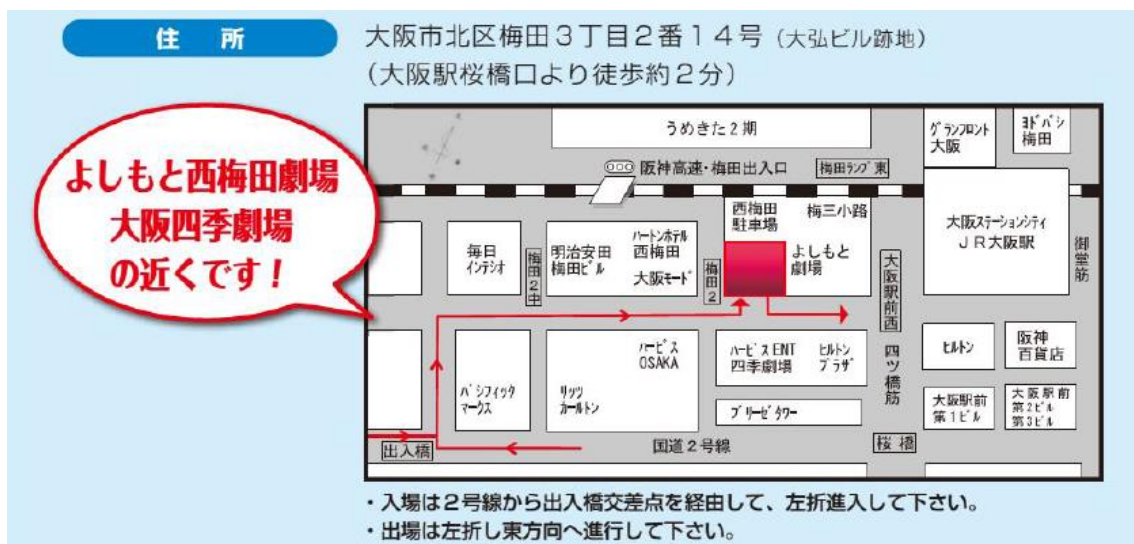 住 所
大阪市北区梅田3丁目2番14号（大弘ビル跡地）
（大阪駅桜橋口より徒歩約2分）
よしもと西梅田劇場
大阪四季劇場
の近くです！
うめきた2期
グランフロント
大阪
ヨドバシ
梅田
阪神高速・梅田出入口
梅田ランプ東
西梅田
駐車場
梅三小路
よしもと
劇場
大阪ステーションシティ
JR大阪駅
御堂筋
毎日
インテシオ
梅田2中
明治安田
梅田ビル
ハートンホテル
西梅田
大阪モード
梅田2
大阪駅前西
パシフィック
マークス
ハービス
OSAKA
リッツ
カールトン
ハービスENT
四季劇場
ヒルトン
プラザ
ブリーゼタワー
四ツ橋筋
ヒルトン
阪神
百貨店
大阪駅前
第1ビル
大阪駅前
第2ビル
第3ビル
出入橋
国道2号線
桜橋
・入場は2号線から出入橋交差点を経由して、左折進入して下さい。
・出場は左折し東方向へ進行して下さい。